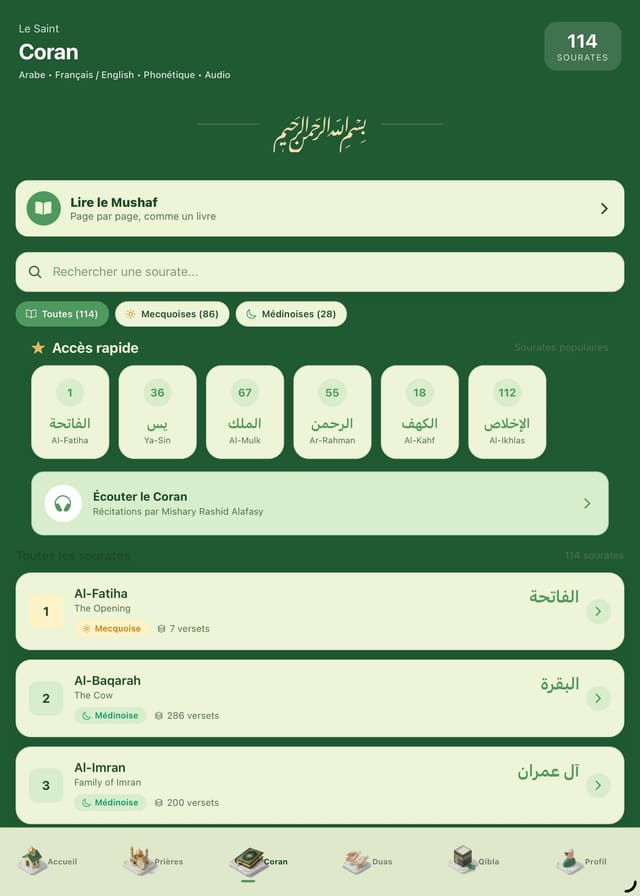 Le Saint
Coran
Arabe • Français / English • Phonétique • Audio
114
SOURATES
بسم الله الرحمن الرحيم
Lire le Mushaf
Page par page, comme un livre
Rechercher une sourate...
Toutes (114)
Mecquoises (86)
Médinoises (28)
Accès rapide
Sourates populaires
1
الفاتحة
Al-Fatiha
36
يس
Ya-Sin
67
الملك
Al-Mulk
55
الرحمن
Ar-Rahman
18
الكهف
Al-Kahf
112
الإخلاص
Al-Ikhlas
Écouter le Coran
Récitations par Mishary Rashid Alafasy
Toutes les sourates
114 sourates
1
Al-Fatiha
The Opening
Mecquoise
7 versets
الفاتحة
2
Al-Baqarah
The Cow
Médinoise
286 versets
البقرة
3
Al-Imran
Family of Imran
Médinoise
200 versets
آل عمران
Accueil
Prières
Coran
Duas
Qibla
Profil